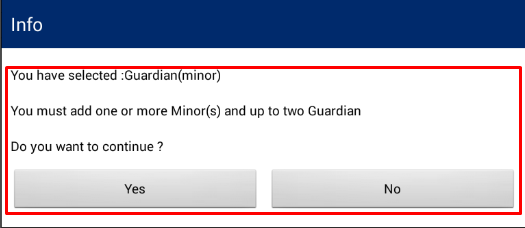 Info
You have selected :Guardian(minor)
You must add one or more Minor(s) and up to two Guardian
Do you want to continue ?
Yes
No